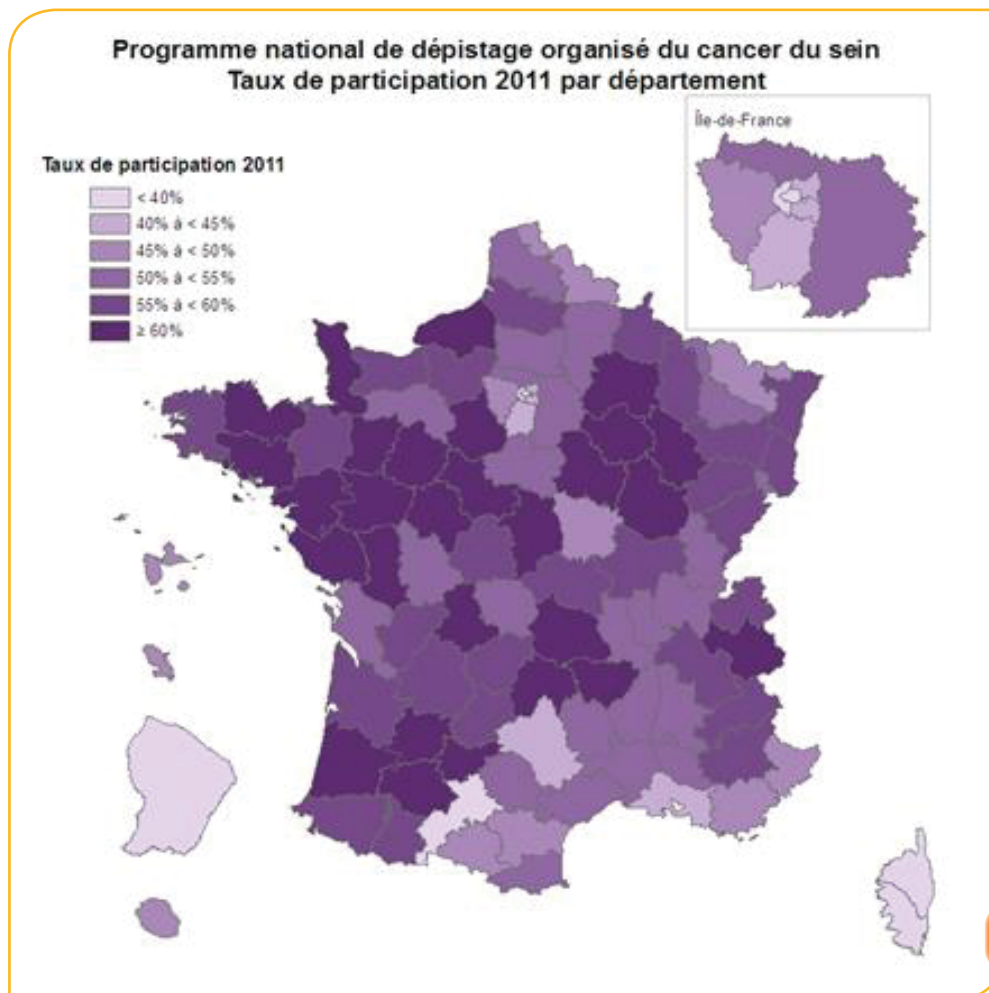 Programme national de dépistage organisé du cancer du sein
Taux de participation 2011 par département
Île-de-France
Taux de participation 2011
< 40%
40% à < 45%
45% à < 50%
50% à < 55%
55% à < 60%
≥ 60%